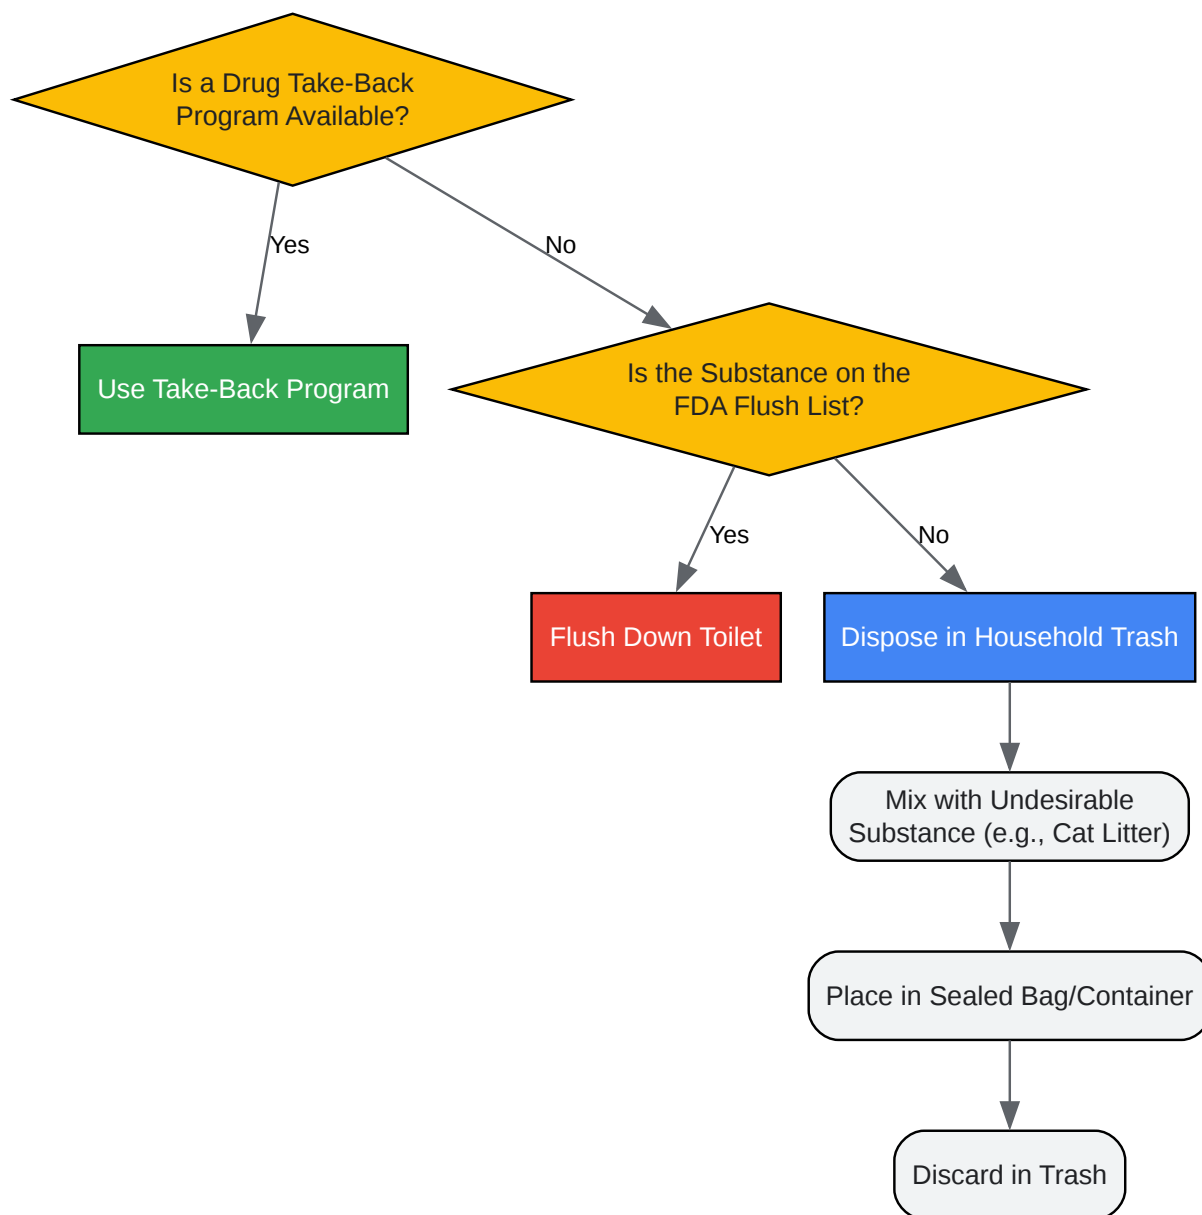 Is a Drug Take-Back
Program Available?
Yes
No
Use Take-Back Program
Is the Substance on the
FDA Flush List?
Yes
No
Flush Down Toilet
Dispose in Household Trash
Mix with Undesirable
Substance (e.g., Cat Litter)
Place in Sealed Bag/Container
Discard in Trash